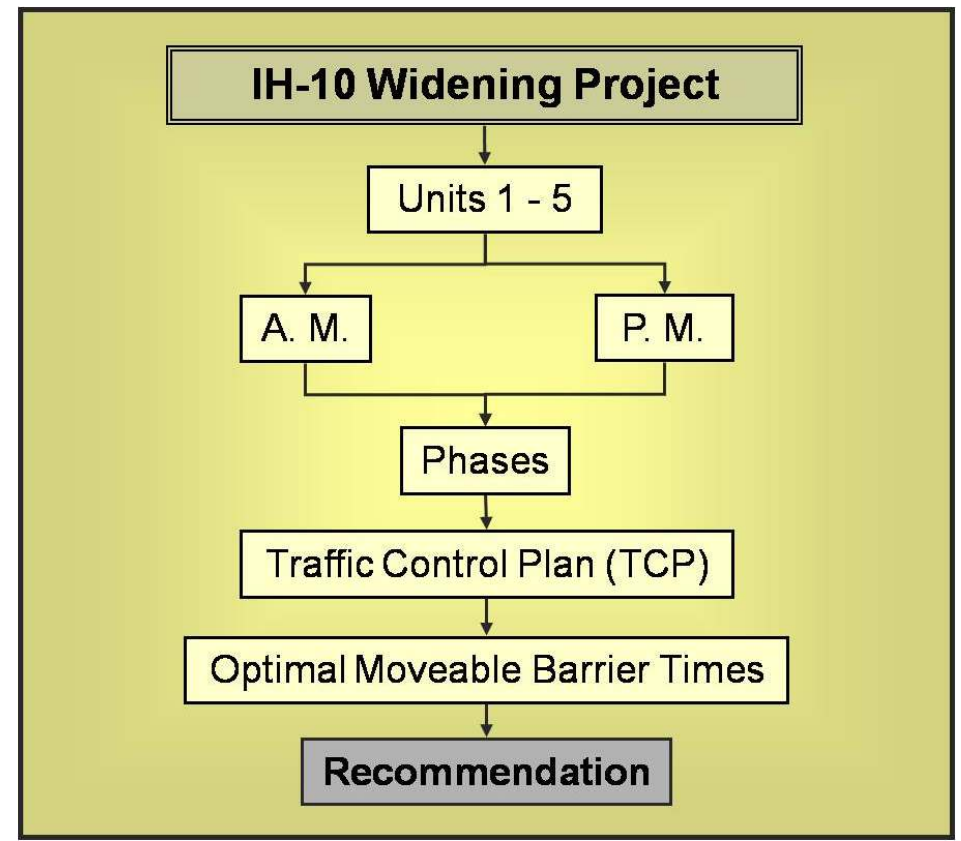 IH-10 Widening Project
Units 1 - 5
A. M.
P. M.
Phases
Traffic Control Plan (TCP)
Optimal Moveable Barrier Times
Recommendation